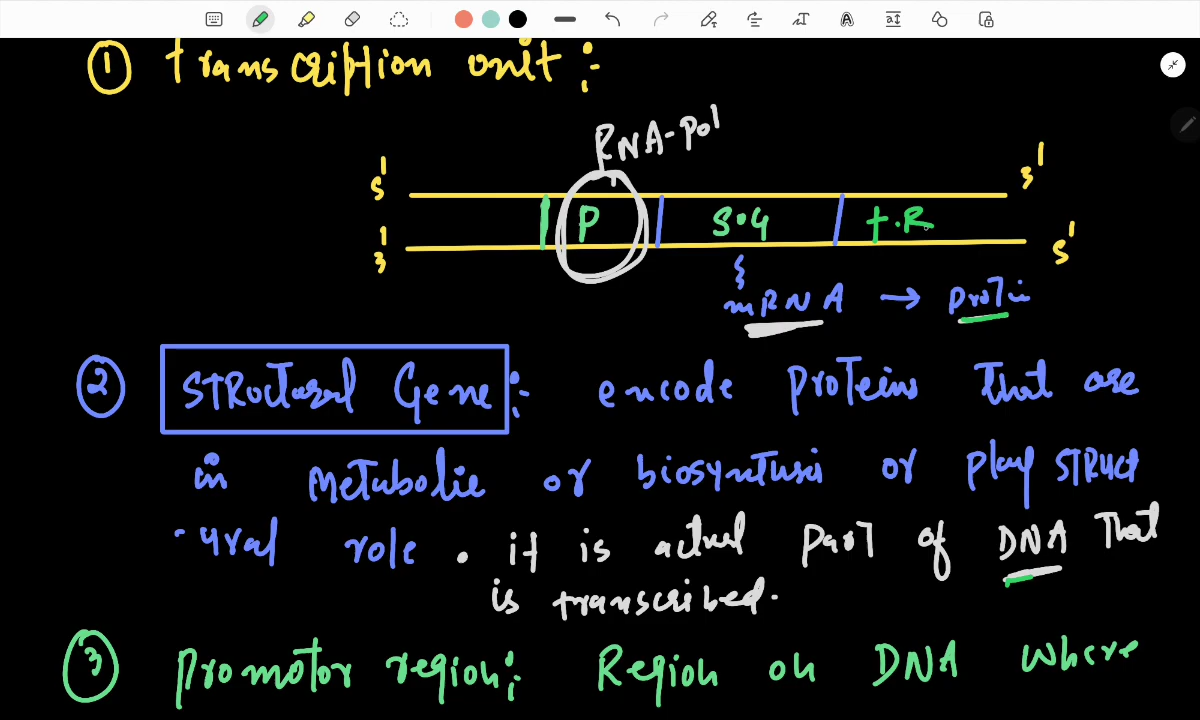 ① transcription unit :-
RNA-pol
5' 3'
P S.G t.R
3' 5'
mRNA → protin
② Structural Gene :- encode proteins that are
in metabolic or biosyntusis or play struct
ural role. it is actual part of DNA that
is transcribed.
③ promotor region :- Region on DNA where